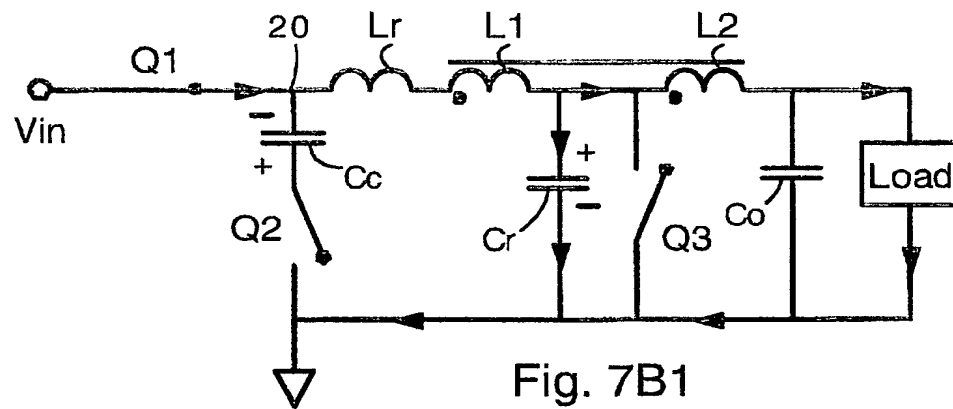 20
Lr
L1
L2
Q1
Vin
−
+
Cc
Q2
+
−
Cr
Q3
Co
Load
Fig. 7B1